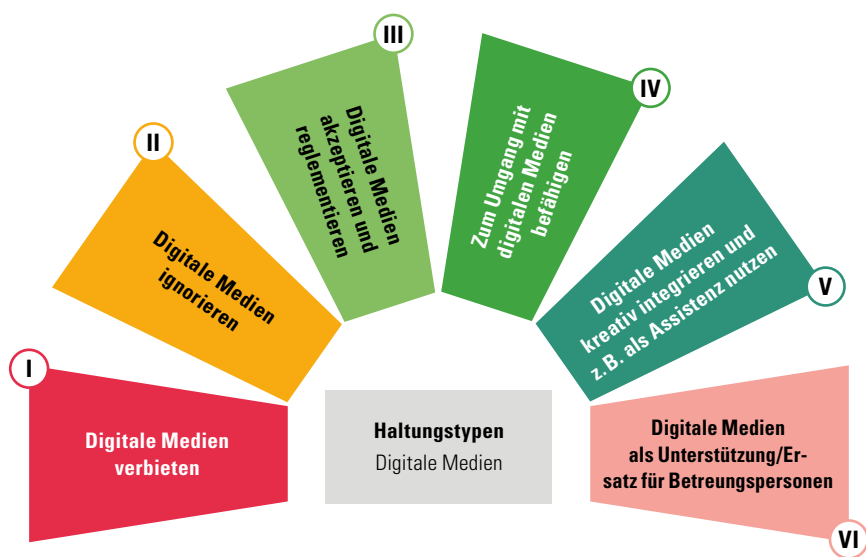 I
Digitale Medien
verbieten
II
Digitale Medien
ignorieren
III
Digitale Medien
akzeptieren und
reglementieren
IV
Zum Umgang mit
digitalen Medien
befähigen
V
Digitale Medien
kreativ integrieren und
z. B. als Assistenz nutzen
VI
Digitale Medien
als Unterstützung/Er-
satz für Betreungspersonen
Haltungstypen
Digitale Medien